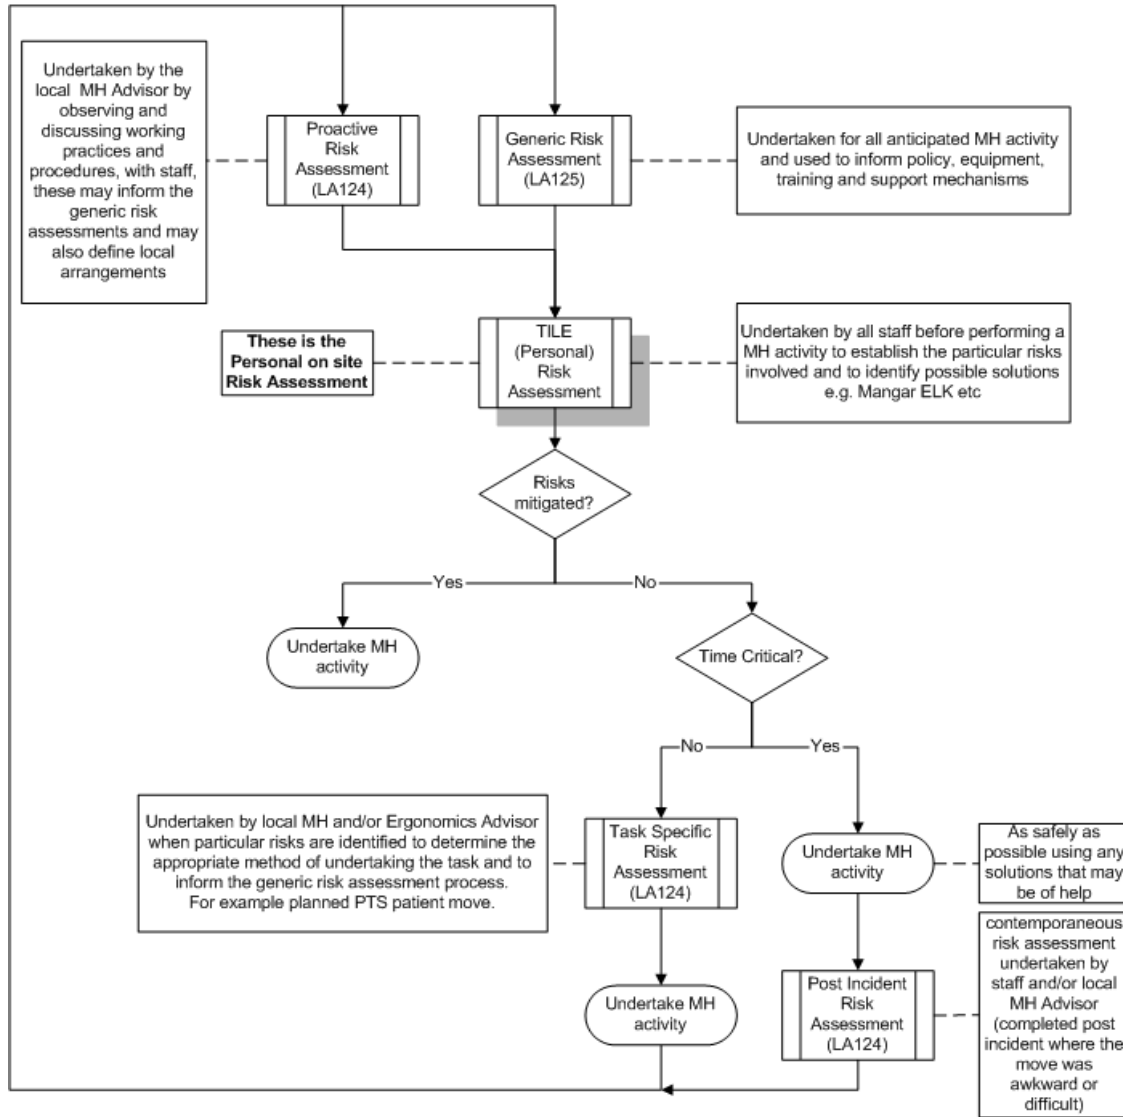 Undertaken by the
local MH Advisor by
observing and
discussing working
practices and
procedures, with staff,
these may inform the
generic risk
assessments and may
also define local
arrangements
Proactive
Risk
Assessment
(LA124)
Generic Risk
Assessment
(LA125)
Undertaken for all anticipated MH activity
and used to inform policy, equipment,
training and support mechanisms
These is the
Personal on site
Risk Assessment
TILE
(Personal)
Risk
Assessment
Undertaken by all staff before performing a
MH activity to establish the particular risks
involved and to identify possible solutions
e.g. Mangar ELK etc
Risks
mitigated?
Yes
No
Undertake MH
activity
Time Critical?
No
Yes
Undertaken by local MH and/or Ergonomics Advisor
when particular risks are identified to determine the
appropriate method of undertaking the task and to
inform the generic risk assessment process.
For example planned PTS patient move.
Task Specific
Risk
Assessment
(LA124)
Undertake MH
activity
As safely as
possible using any
solutions that may
be of help
Undertake MH
activity
Post Incident
Risk
Assessment
(LA124)
contemporaneous
risk assessment
undertaken by
staff and/or local
MH Advisor
(completed post
incident where the
move was
awkward or
difficult)